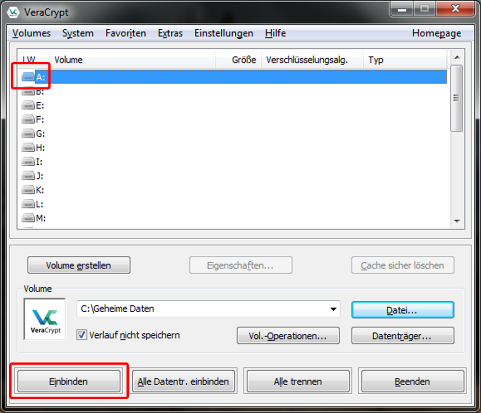 VeraCrypt
Volumes System Favoriten Extras Einstellungen Hilfe Homepage
LW Volume Größe Verschlüsselungsalg. Typ
A:
B:
E:
F:
G:
H:
I:
J:
K:
L:
M:
Volume erstellen Eigenschaften... Cache sicher löschen
Volume
C:\Geheime Daten Datei...
VeraCrypt Verlauf nicht speichern Vol.-Operationen... Datenträger...
Einbinden Alle Datentr. einbinden Alle trennen Beenden